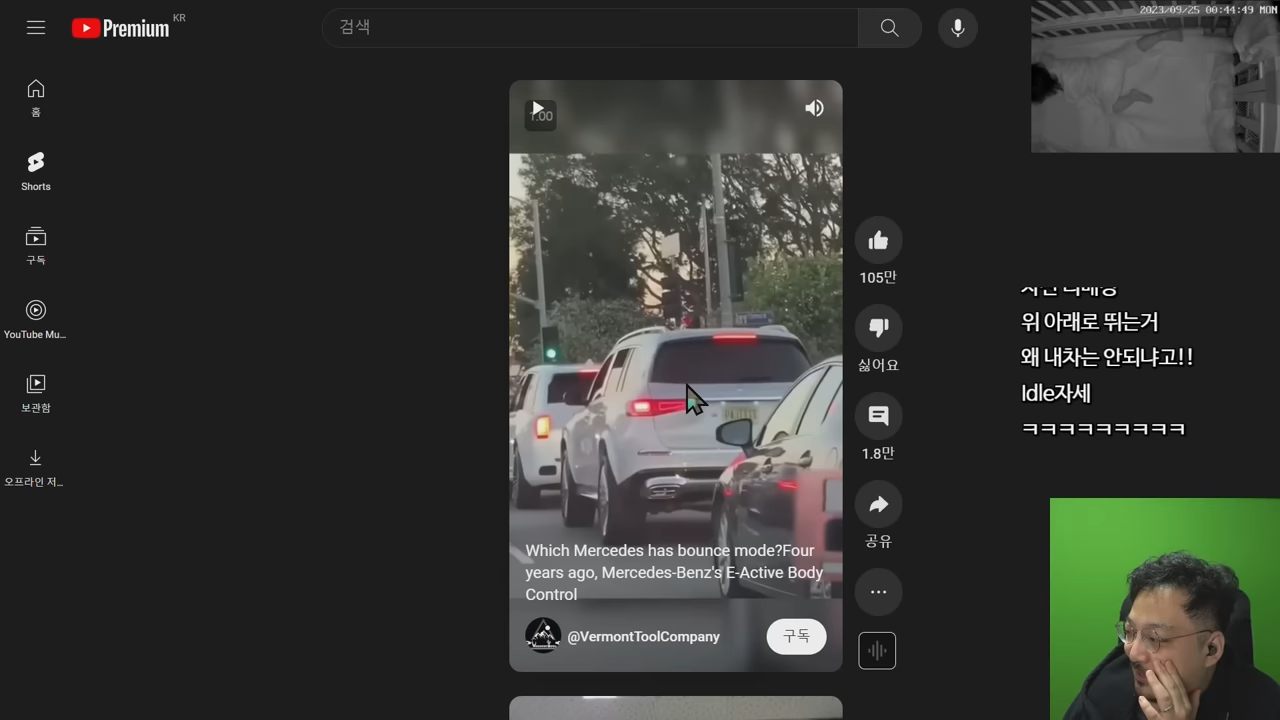 Premium KR
검색
2023/09/25 00:44:49 MON
홈
Shorts
구독
YouTube Mu...
보관함
오프라인 저...
1.00
105만
싫어요
1.8만
공유
위 아래로 뛰는거
왜 내차는 안되냐고!!
Idle자세
ㅋㅋㅋㅋㅋㅋㅋㅋㅋ
Which Mercedes has bounce mode?Four
years ago, Mercedes-Benz's E-Active Body
Control
@VermontToolCompany
구독